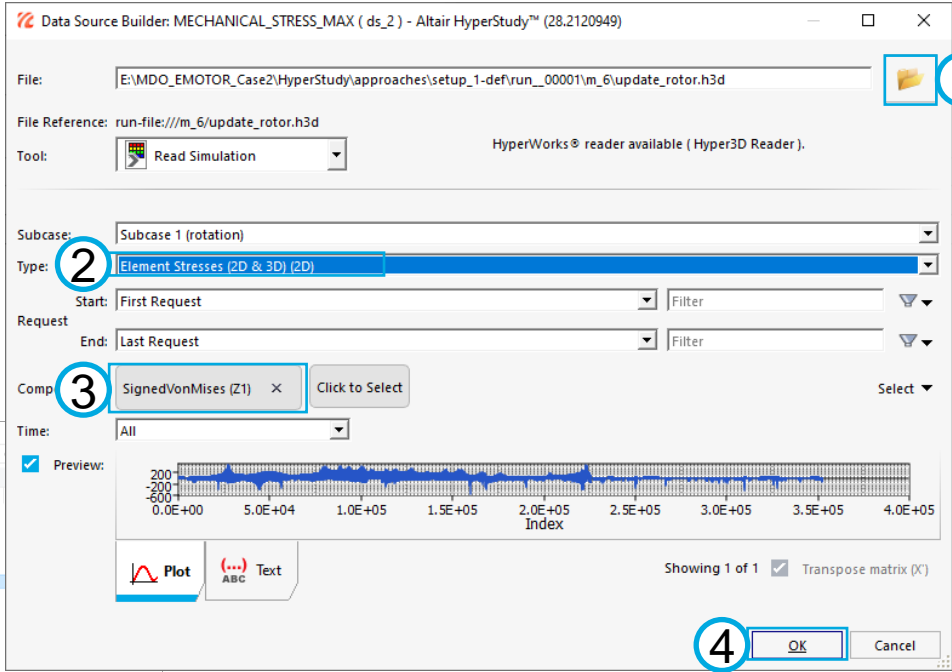 Data Source Builder: MECHANICAL_STRESS_MAX ( ds_2 ) - Altair HyperStudy™ (28.2120949)
File: E:\MDO_EMOTOR_Case2\HyperStudy\approaches\setup_1-def\run__00001\m_6\update_rotor.h3d
File Reference: run-file:///m_6/update_rotor.h3d
Tool: Read Simulation HyperWorks® reader available ( Hyper3D Reader ).
Subcase: Subcase 1 (rotation)
Type: 2 Element Stresses (2D & 3D) (2D)
Start: First Request Filter
Request
End: Last Request Filter
Comp 3 SignedVonMises (Z1) × Click to Select Select
Time: All
Preview:
200
-200
-600
0.0E+00 5.0E+04 1.0E+05 1.5E+05 2.0E+05 2.5E+05 3.0E+05 3.5E+05 4.0E+05
Index
Plot (...) ABC Text Showing 1 of 1 Transpose matrix (X')
4 OK Cancel